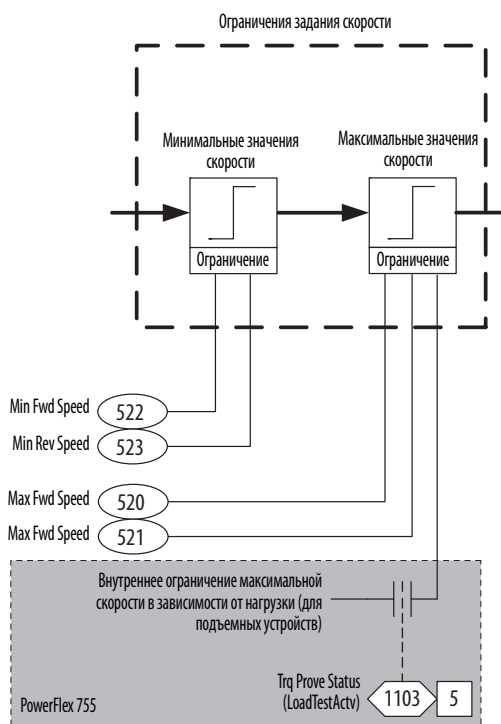 Ограничения задания скорости
Минимальные значения
скорости
Максимальные значения
скорости
Ограничение
Ограничение
Min Fwd Speed
522
Min Rev Speed
523
Max Fwd Speed
520
Max Fwd Speed
521
Внутреннее ограничение максимальной
скорости в зависимости от нагрузки (для
подъемных устройств)
Trq Prove Status
(LoadTestActv)
1103
5
PowerFlex 755